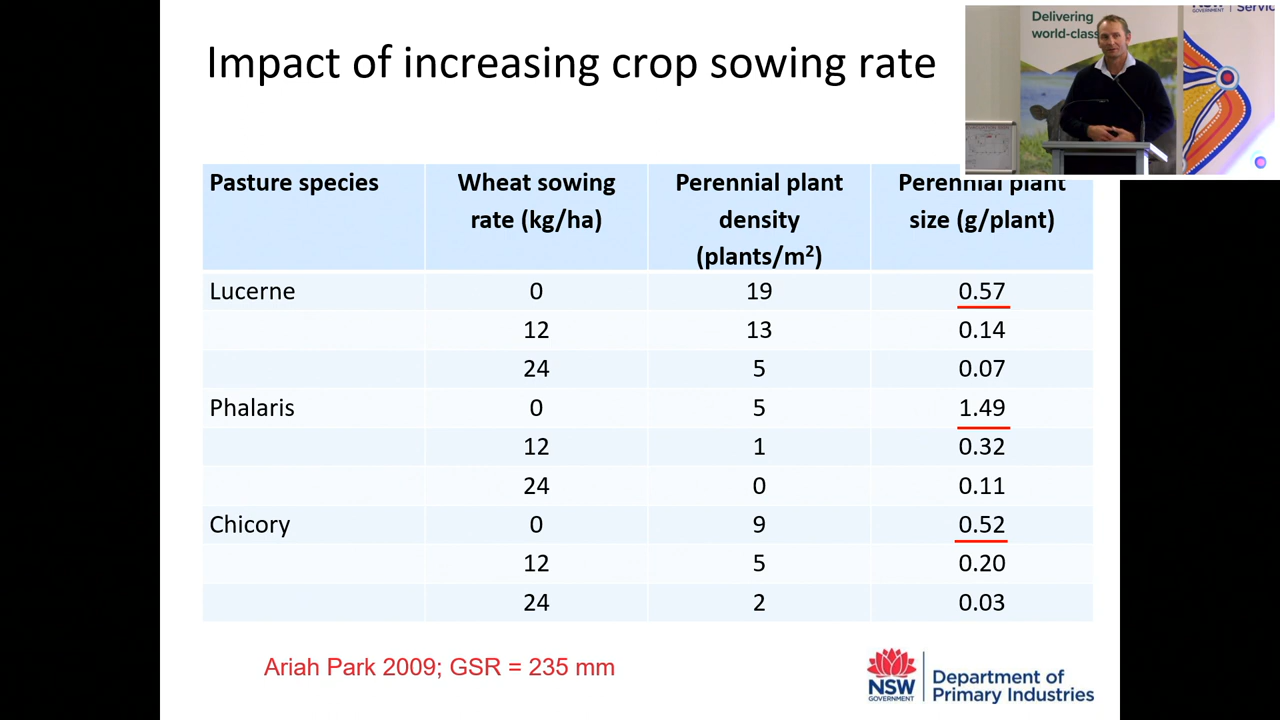 Impact of increasing crop sowing rate
Delivering
world-class
GOVERNMENT
Pasture species
Wheat sowing
rate (kg/ha)
Perennial plant
density
(plants/m²)
Perennial plant
size (g/plant)
Lucerne 0 19 0.57
12 13 0.14
24 5 0.07
Phalaris 0 5 1.49
12 1 0.32
24 0 0.11
Chicory 0 9 0.52
12 5 0.20
24 2 0.03
Ariah Park 2009; GSR = 235 mm
NSW
GOVERNMENT
Department of
Primary Industries